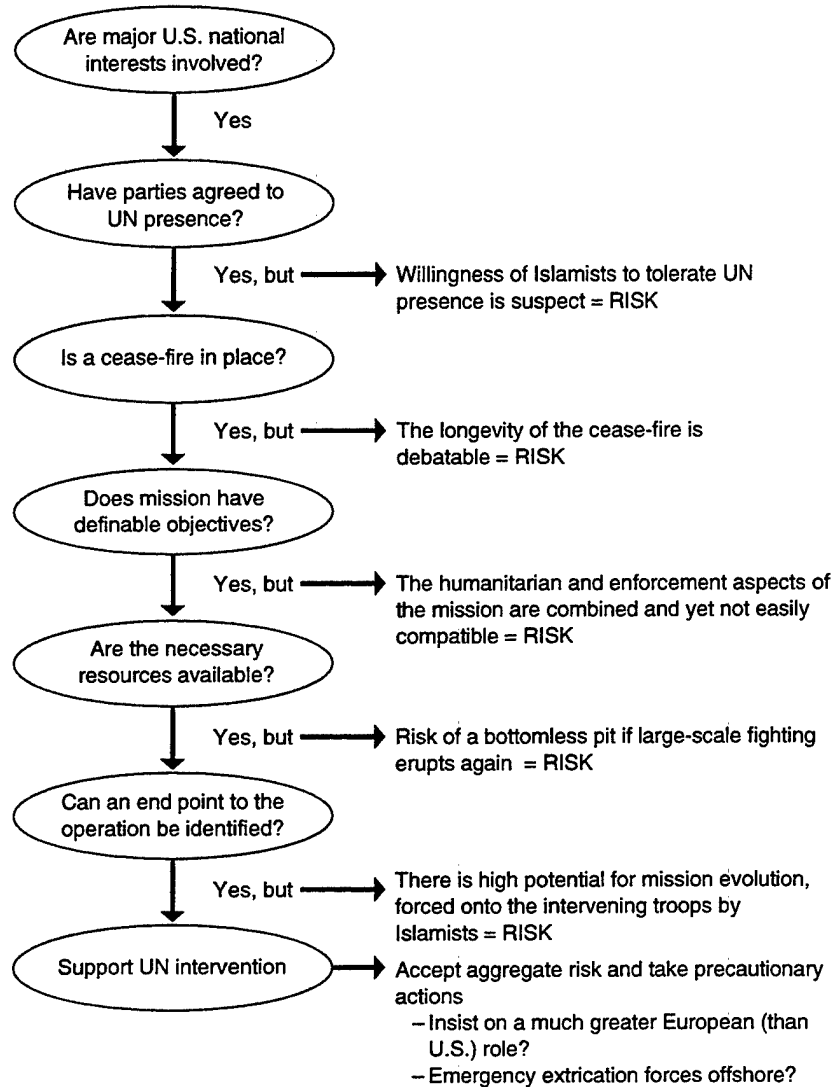 Are major U.S. national
interests involved?
Yes
Have parties agreed to
UN presence?
Yes, but
Willingness of Islamists to tolerate UN
presence is suspect = RISK
Is a cease-fire in place?
Yes, but
The longevity of the cease-fire is
debatable = RISK
Does mission have
definable objectives?
Yes, but
The humanitarian and enforcement aspects of
the mission are combined and yet not easily
compatible = RISK
Are the necessary
resources available?
Yes, but
Risk of a bottomless pit if large-scale fighting
erupts again = RISK
Can an end point to the
operation be identified?
Yes, but
There is high potential for mission evolution,
forced onto the intervening troops by
Islamists = RISK
Support UN intervention
Accept aggregate risk and take precautionary
actions
– Insist on a much greater European (than
U.S.) role?
– Emergency extrication forces offshore?